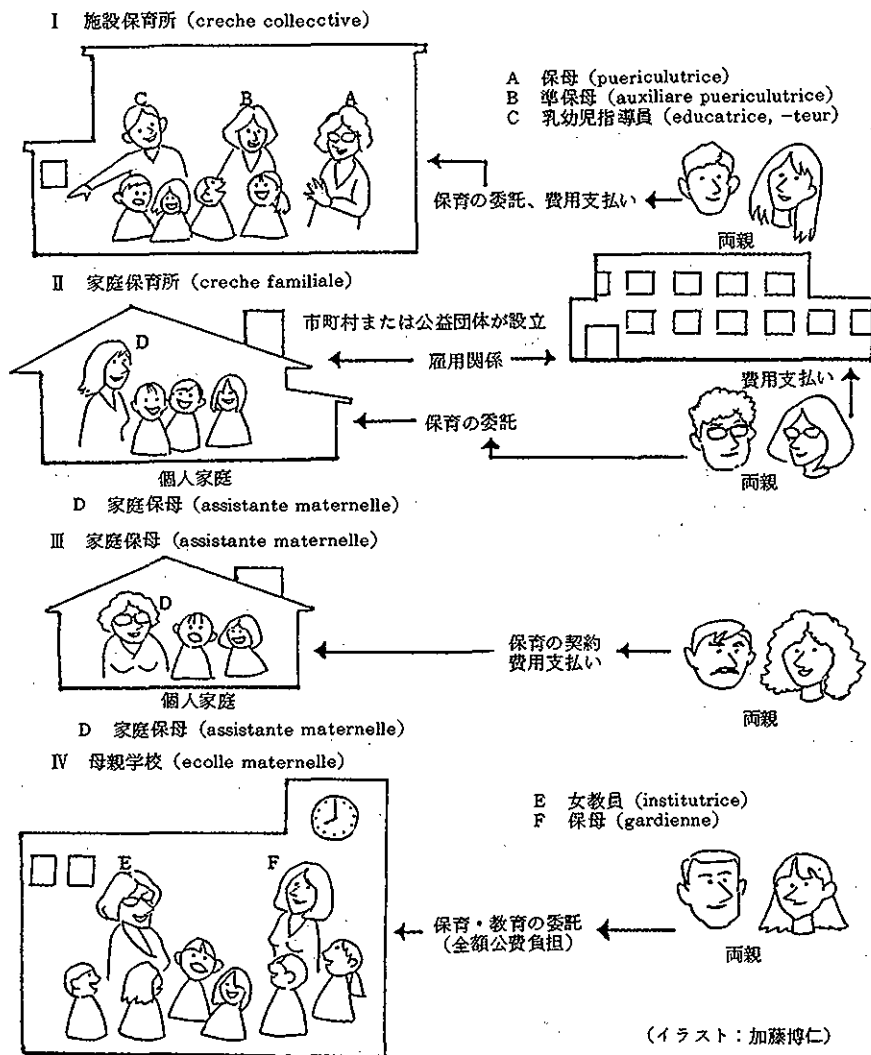 I 施設保育所 (creche collecctive)
A 保母 (puericulutrice)
B 準保母 (auxiliare puericulutrice)
C 乳幼児指導員 (educatrice, -teur)
C
B
A
保育の委託、費用支払い
両親
II 家庭保育所 (creche familiale)
市町村または公益団体が設立
D
雇用関係
費用支払い
保育の委託
個人家庭
両親
D 家庭保母 (assistante maternelle)
III 家庭保母 (assistante maternelle)
D
保育の契約
費用支払い
個人家庭
両親
D 家庭保母 (assistante maternelle)
IV 母親学校 (ecolle maternelle)
E 女教員 (institutrice)
F 保母 (gardienne)
E
F
保育・教育の委託
(全額公費負担)
両親
(イラスト：加藤博仁)